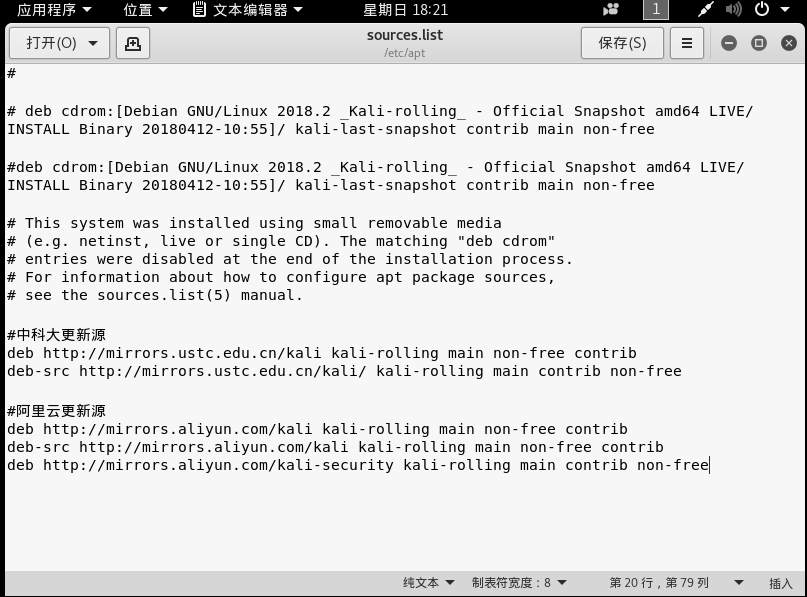 应用程序 位置 文本编辑器 星期日 18:21 1
打开(O) sources.list 保存(S)
/etc/apt
#
# deb cdrom:[Debian GNU/Linux 2018.2 _Kali-rolling_ - Official Snapshot amd64 LIVE/
INSTALL Binary 20180412-10:55]/ kali-last-snapshot contrib main non-free
#deb cdrom:[Debian GNU/Linux 2018.2 _Kali-rolling_ - Official Snapshot amd64 LIVE/
INSTALL Binary 20180412-10:55]/ kali-last-snapshot contrib main non-free
# This system was installed using small removable media
# (e.g. netinst, live or single CD). The matching "deb cdrom"
# entries were disabled at the end of the installation process.
# For information about how to configure apt package sources,
# see the sources.list(5) manual.
#中科大更新源
deb http://mirrors.ustc.edu.cn/kali kali-rolling main non-free contrib
deb-src http://mirrors.ustc.edu.cn/kali/ kali-rolling main contrib non-free
#阿里云更新源
deb http://mirrors.aliyun.com/kali kali-rolling main non-free contrib
deb-src http://mirrors.aliyun.com/kali kali-rolling main non-free contrib
deb http://mirrors.aliyun.com/kali-security kali-rolling main contrib non-free
纯文本 制表符宽度：8 第 20 行，第 79 列 插入